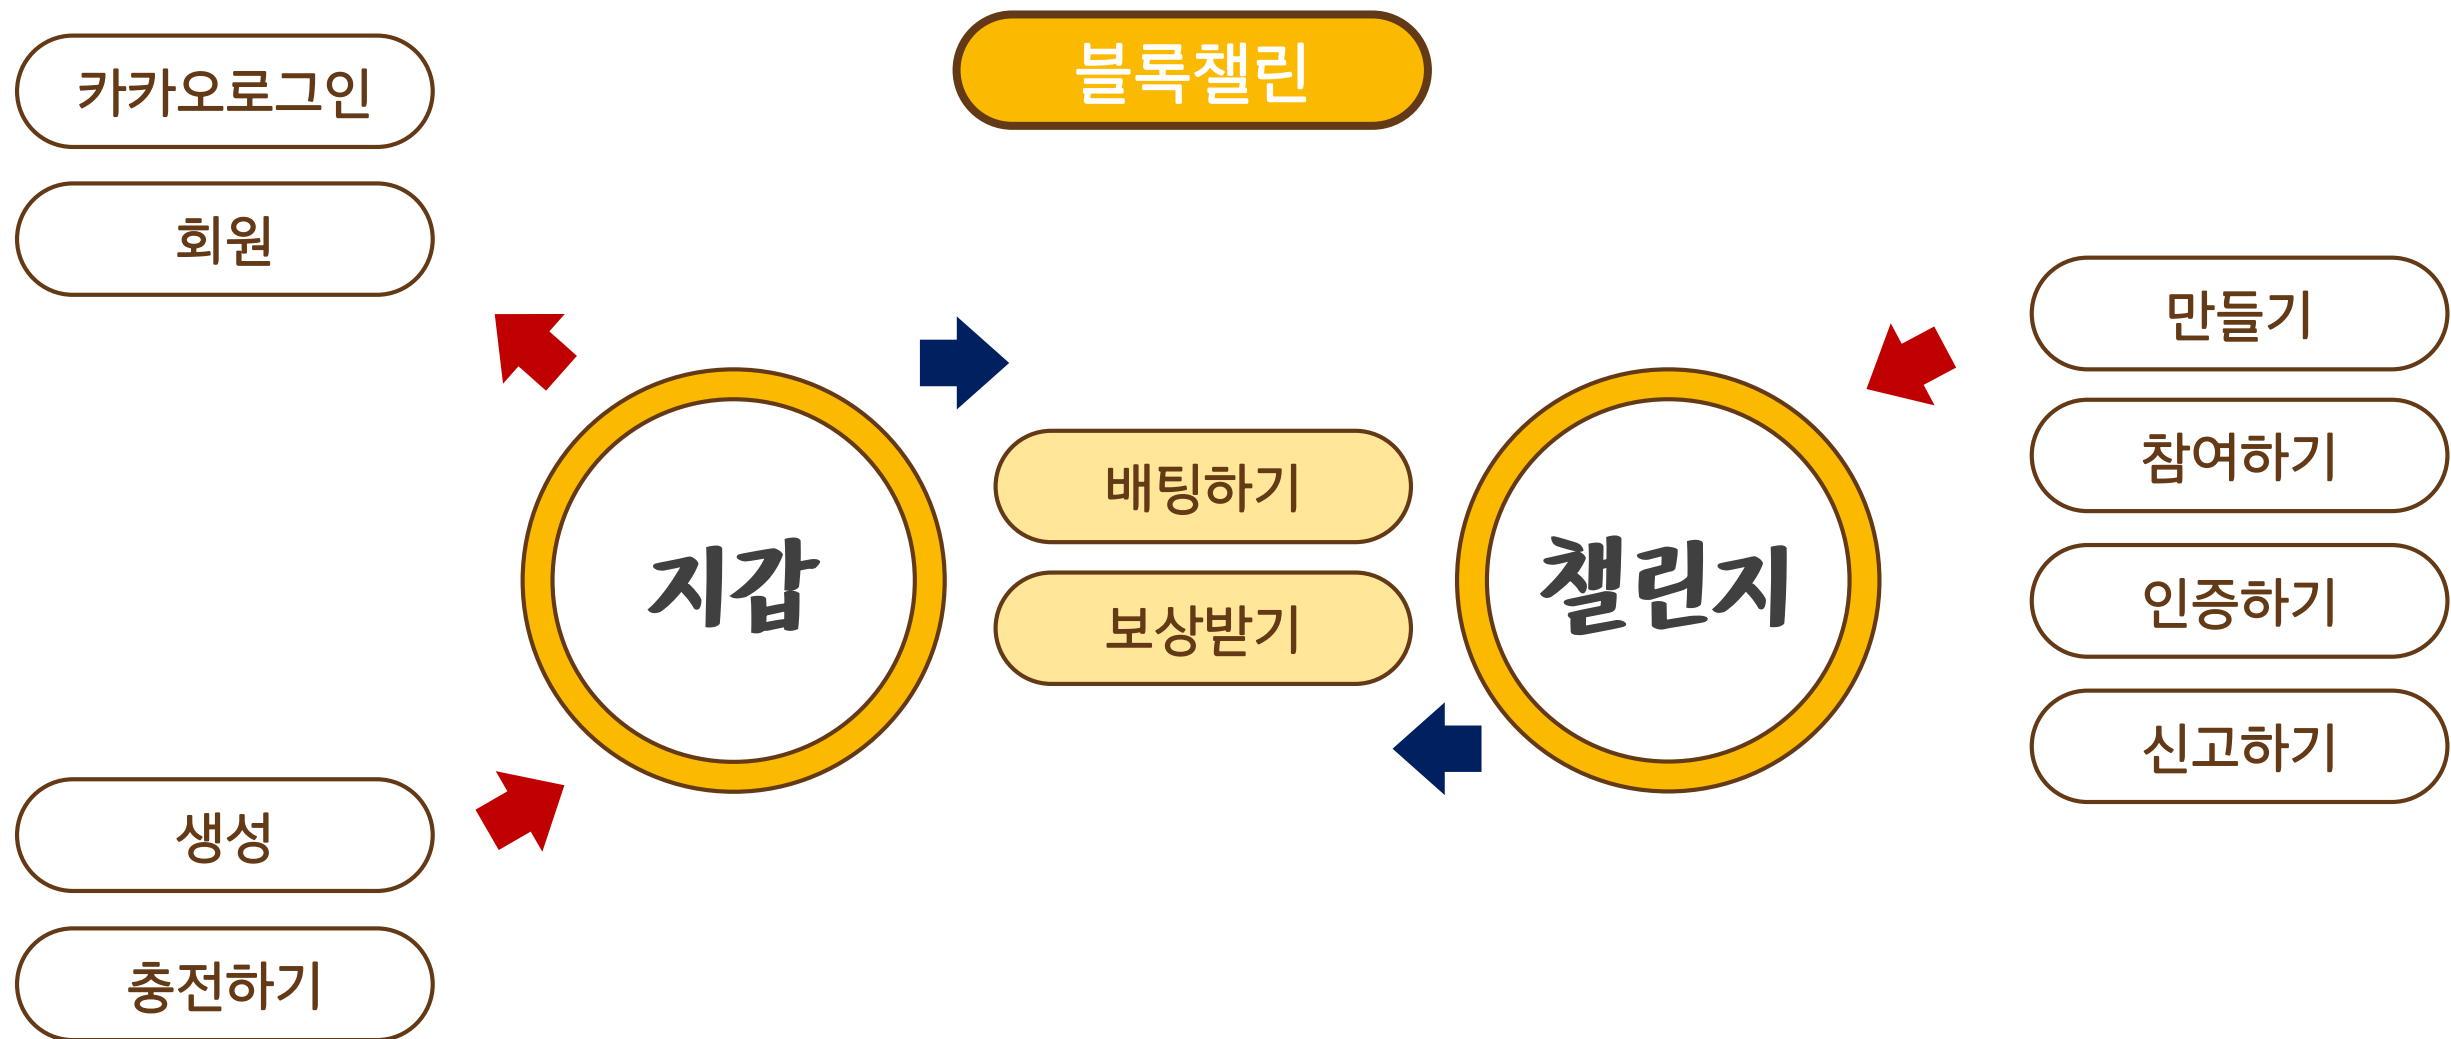 블록챌린
카카오로그인
회원
지갑
생성
충전하기
배팅하기
보상받기
챌린지
만들기
참여하기
인증하기
신고하기